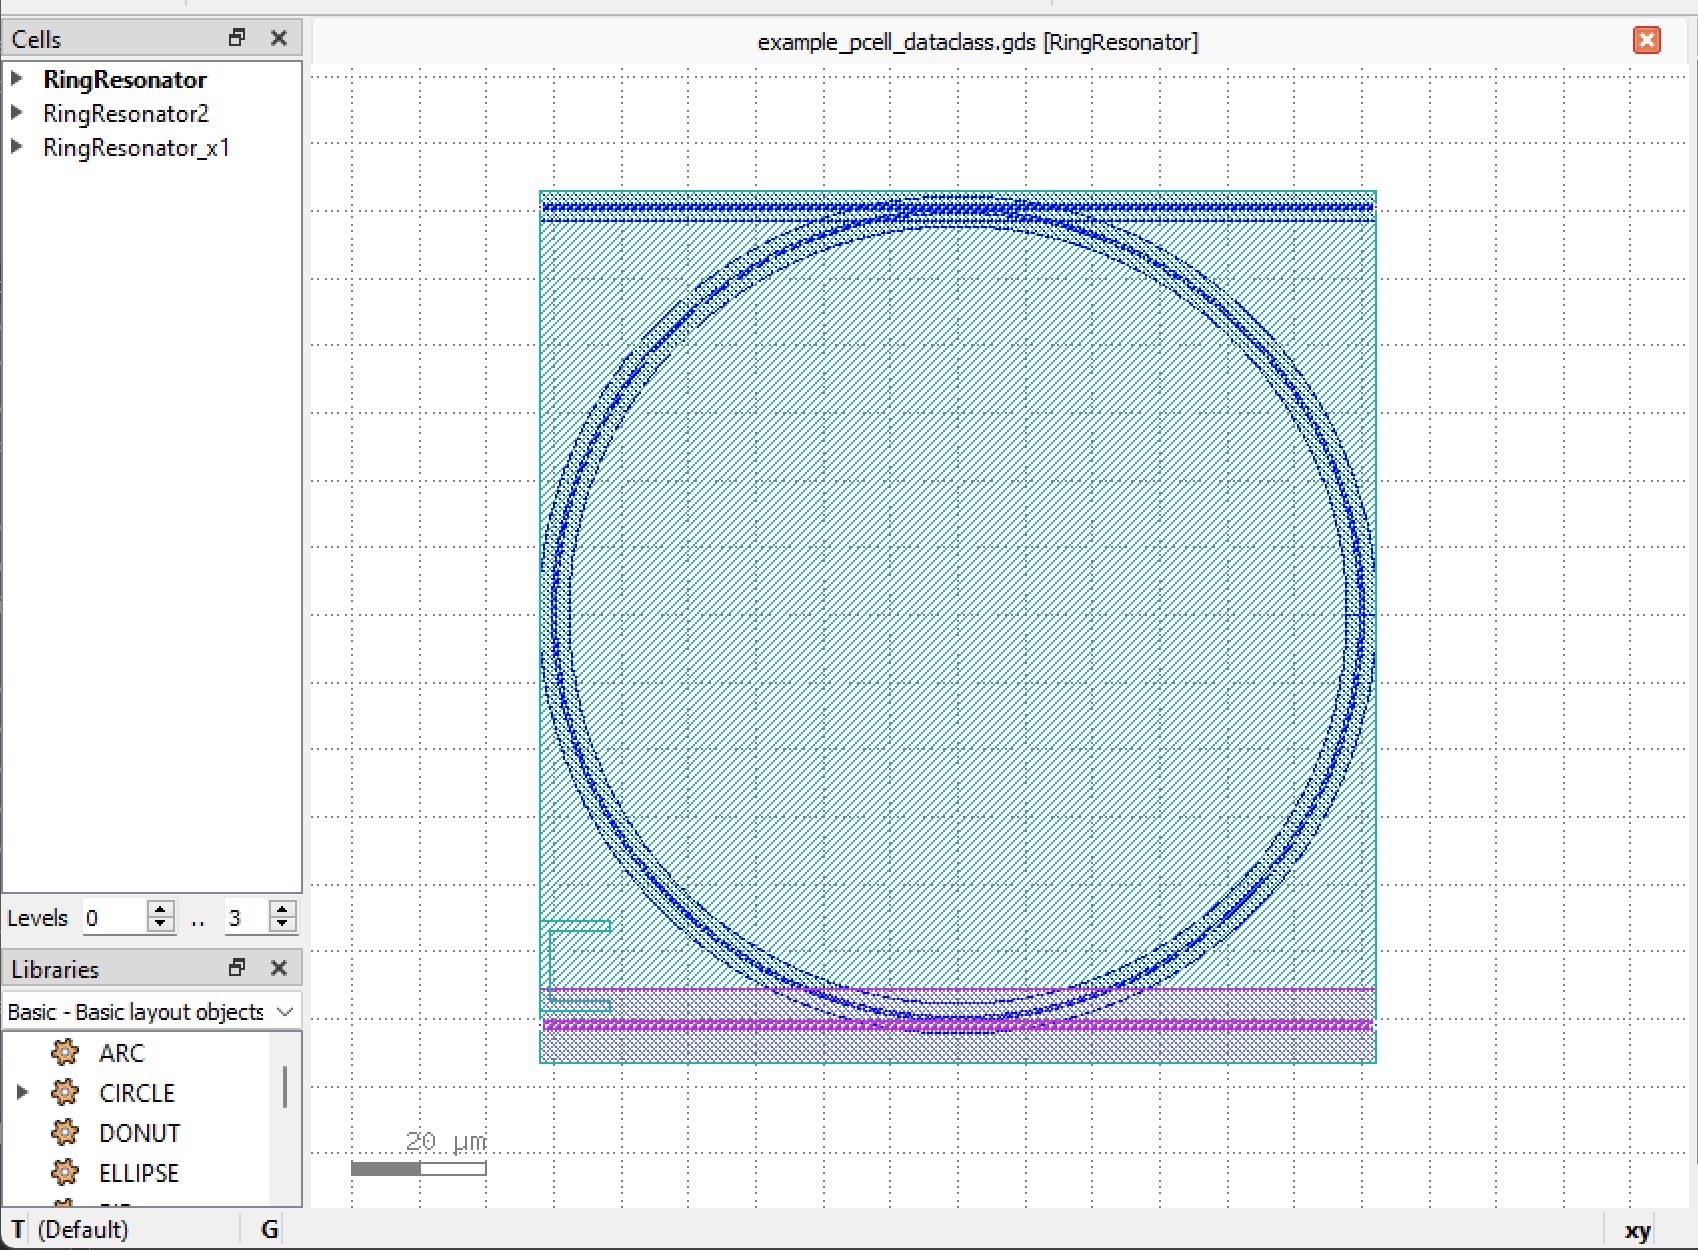 Cells
example_pcell_dataclass.gds [RingResonator]
RingResonator
RingResonator2
RingResonator_x1
Levels 0 .. 3
Libraries
Basic - Basic layout objects
ARC
CIRCLE
DONUT
ELLIPSE
20 µm
T (Default) G xy